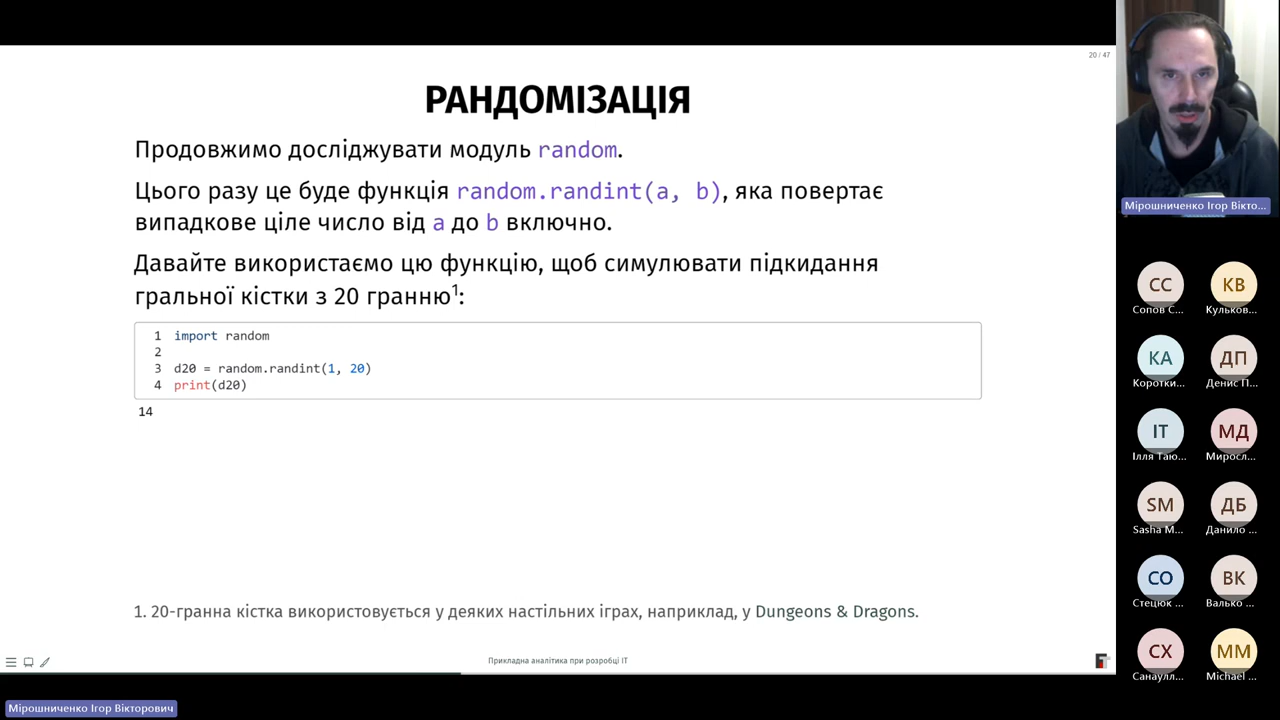 20 / 47
РАНДОМІЗАЦІЯ
Продовжимо досліджувати модуль random.
Цього разу це буде функція random.randint(a, b), яка повертає
випадкове ціле число від a до b включно.
Давайте використаємо цю функцію, щоб симулювати підкидання
гральної кістки з 20 гранню1:
1 import random
2
3 d20 = random.randint(1, 20)
4 print(d20)
14
1. 20-гранна кістка використовується у деяких настільних іграх, наприклад, у Dungeons & Dragons.
Прикладна аналітика при розробці ІТ
Мірошниченко Ігор Вікторович
Мірошниченко Ігор Вікто...
СС КВ
Сопов С... Кульков...
КА ДП
Коротки... Денис П...
ІТ МД
Ілля Таю... Миросл...
SM ДБ
Sasha M... Данило ...
СО ВК
Стецюк ... Валько ...
СХ ММ
Санаулл... Michael ...